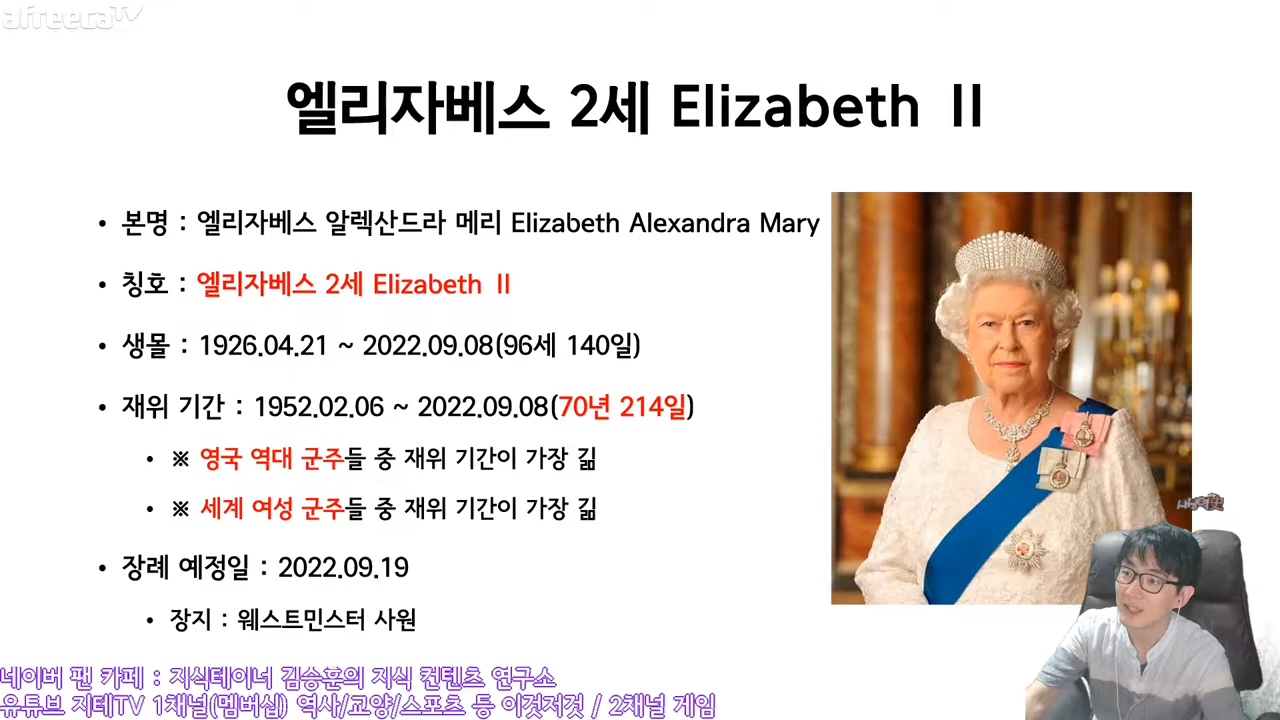 afreecaTV
엘리자베스 2세 Elizabeth Ⅱ
• 본명 : 엘리자베스 알렉산드라 메리 Elizabeth Alexandra Mary
• 칭호 : 엘리자베스 2세 Elizabeth Ⅱ
• 생몰 : 1926.04.21 ~ 2022.09.08(96세 140일)
• 재위 기간 : 1952.02.06 ~ 2022.09.08(70년 214일)
• ※ 영국 역대 군주들 중 재위 기간이 가장 긺
• ※ 세계 여성 군주들 중 재위 기간이 가장 긺
• 장례 예정일 : 2022.09.19
• 장지 : 웨스트민스터 사원
네이버 팬 카페 : 지식테이너 김승훈의 지식 컨텐츠 연구소
유튜브 지테TV 1채널(멤버십) 역사/교양/스포츠 등 이것저것 / 2채널 게임